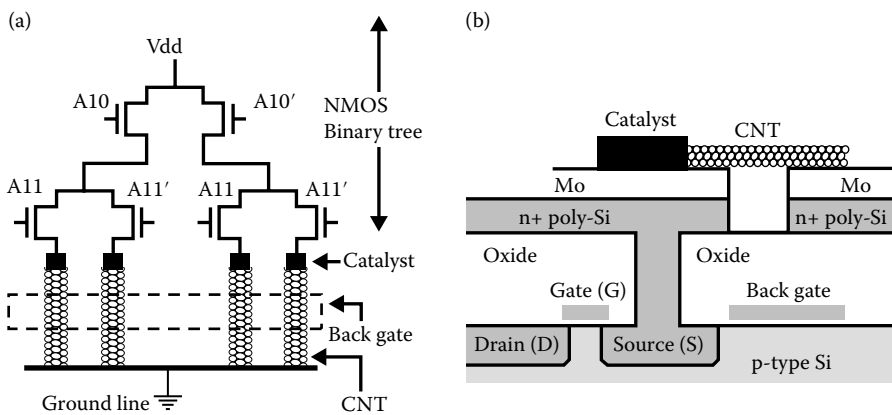 (a)
Vdd
A10
A10′
NMOS
Binary tree
A11
A11′
A11
A11′
Catalyst
Back gate
Ground line
CNT
(b)
Catalyst
CNT
Mo
Mo
n+ poly-Si
n+ poly-Si
Oxide
Oxide
Gate (G)
Back gate
Drain (D)
Source (S)
p-type Si